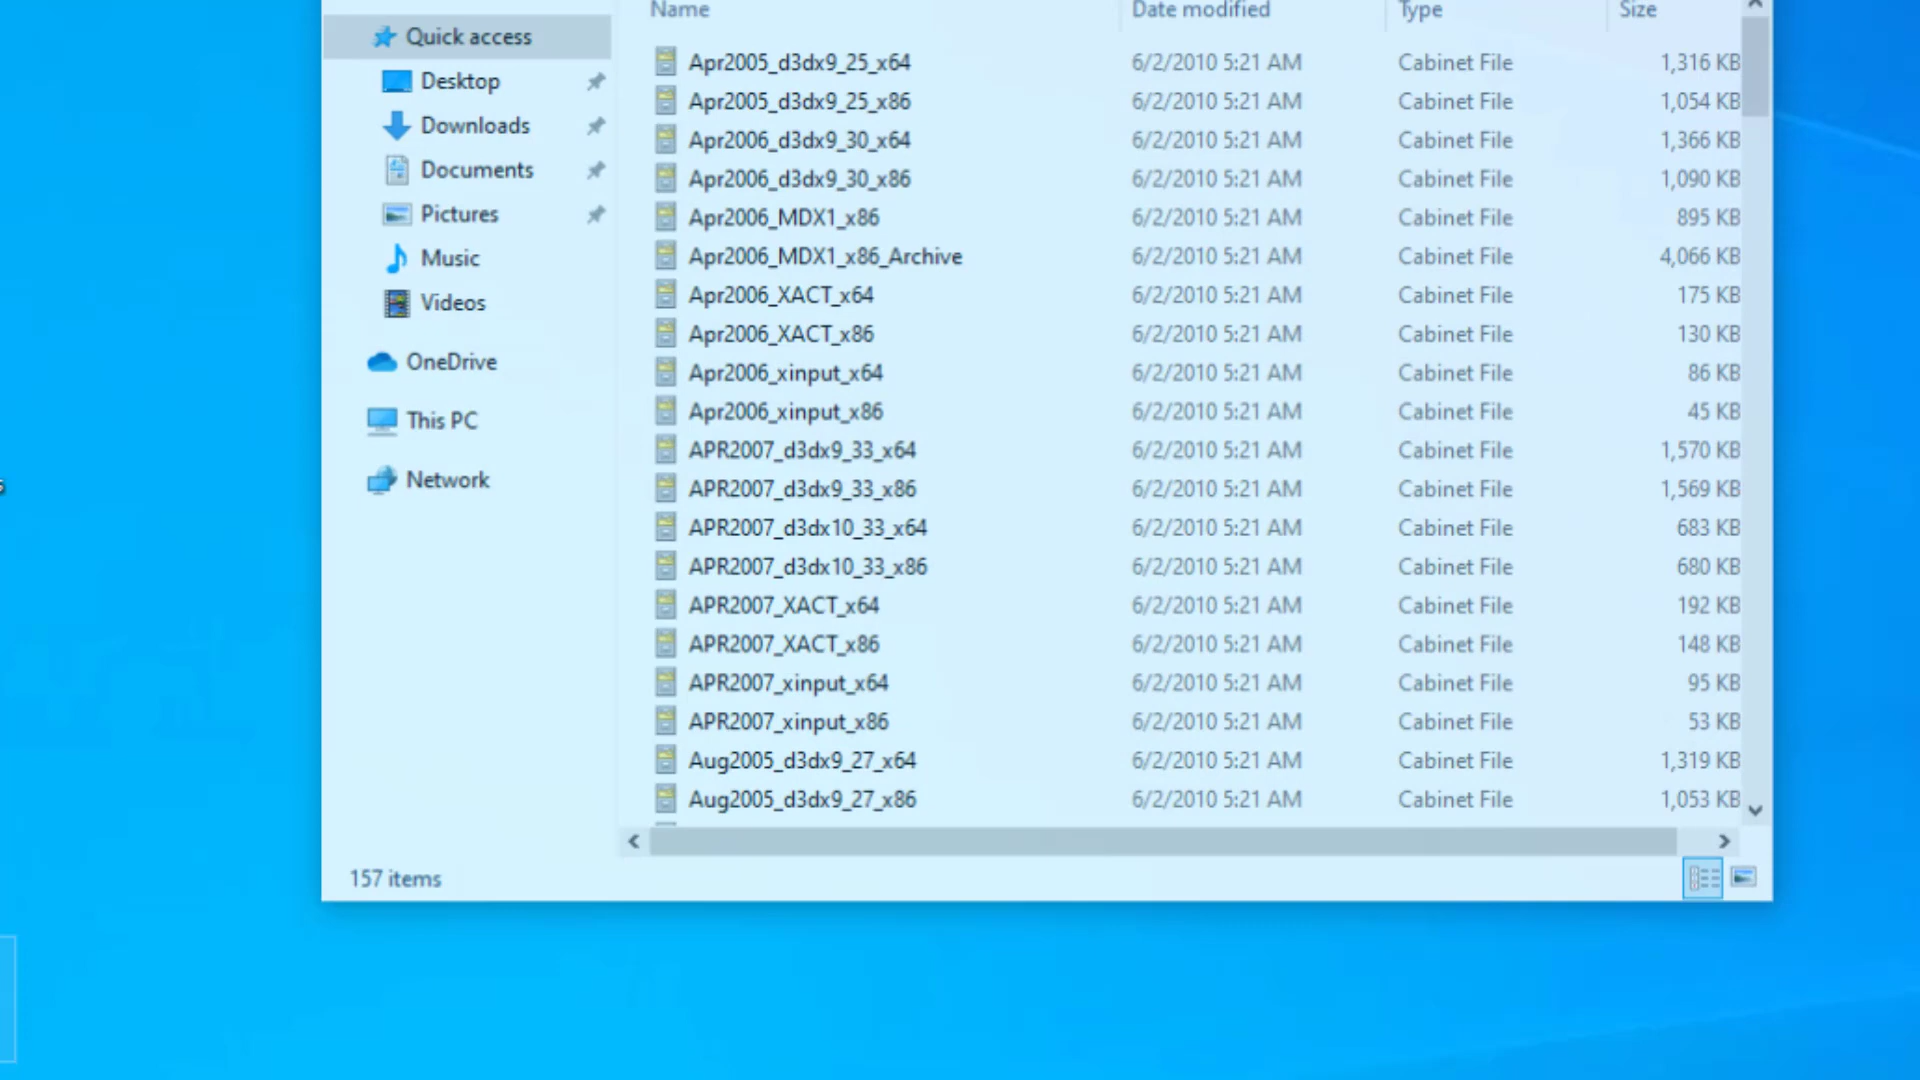 Name Date modified Type Size
Quick access
Desktop
Downloads
Documents
Pictures
Music
Videos
OneDrive
This PC
Network
Apr2005_d3dx9_25_x64 6/2/2010 5:21 AM Cabinet File 1,316 KB
Apr2005_d3dx9_25_x86 6/2/2010 5:21 AM Cabinet File 1,054 KB
Apr2006_d3dx9_30_x64 6/2/2010 5:21 AM Cabinet File 1,366 KB
Apr2006_d3dx9_30_x86 6/2/2010 5:21 AM Cabinet File 1,090 KB
Apr2006_MDX1_x86 6/2/2010 5:21 AM Cabinet File 895 KB
Apr2006_MDX1_x86_Archive 6/2/2010 5:21 AM Cabinet File 4,066 KB
Apr2006_XACT_x64 6/2/2010 5:21 AM Cabinet File 175 KB
Apr2006_XACT_x86 6/2/2010 5:21 AM Cabinet File 130 KB
Apr2006_xinput_x64 6/2/2010 5:21 AM Cabinet File 86 KB
Apr2006_xinput_x86 6/2/2010 5:21 AM Cabinet File 45 KB
APR2007_d3dx9_33_x64 6/2/2010 5:21 AM Cabinet File 1,570 KB
APR2007_d3dx9_33_x86 6/2/2010 5:21 AM Cabinet File 1,569 KB
APR2007_d3dx10_33_x64 6/2/2010 5:21 AM Cabinet File 683 KB
APR2007_d3dx10_33_x86 6/2/2010 5:21 AM Cabinet File 680 KB
APR2007_XACT_x64 6/2/2010 5:21 AM Cabinet File 192 KB
APR2007_XACT_x86 6/2/2010 5:21 AM Cabinet File 148 KB
APR2007_xinput_x64 6/2/2010 5:21 AM Cabinet File 95 KB
APR2007_xinput_x86 6/2/2010 5:21 AM Cabinet File 53 KB
Aug2005_d3dx9_27_x64 6/2/2010 5:21 AM Cabinet File 1,319 KB
Aug2005_d3dx9_27_x86 6/2/2010 5:21 AM Cabinet File 1,053 KB
157 items